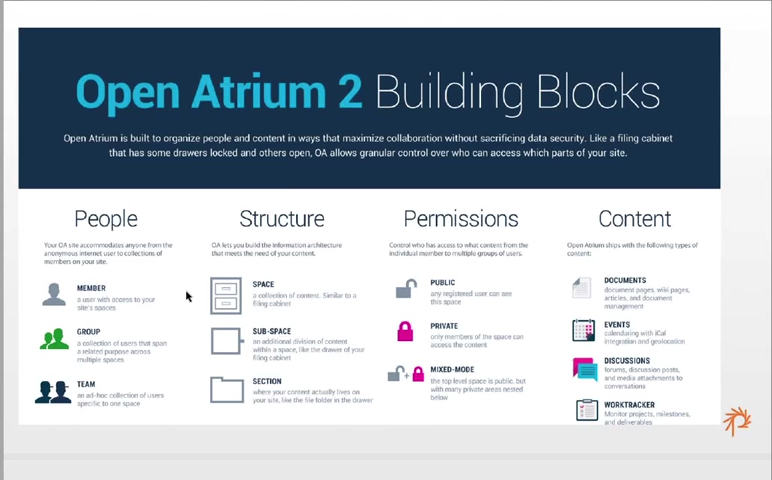 Open Atrium 2 Building Blocks
Open Atrium is built to organize people and content in ways that maximize collaboration without sacrificing data security. Like a filing cabinet
that has some drawers locked and others open, OA allows granular control over who can access which parts of your site.
People
Your OA site accommodates anyone from the
anonymous internet user to collections of
members on your site.
MEMBER
a user with access to your
site's spaces
GROUP
a collection of users that span
a related purpose across
multiple spaces
TEAM
an ad-hoc collection of users
specific to one space
Structure
OA lets you build the information architecture
that meets the need of your content.
SPACE
a collection of content. Similar to a
filing cabinet
SUB-SPACE
an additional division of content
within a space, like the drawer of your
filing cabinet
SECTION
where your content actually lives on
your site, like the file folder in the drawer
Permissions
Control who has access to what content from the
individual member to multiple groups of users.
PUBLIC
any registered user can see
this space
PRIVATE
only members of the space can
access the content
MIXED-MODE
the top level space is public, but
with many private areas nested
below
Content
Open Atrium ships with the following types of
content:
DOCUMENTS
document pages, wiki pages,
articles, and document
management
EVENTS
calendaring with iCal
integration and geolocation
DISCUSSIONS
forums, discussion posts,
and media attachments to
conversations
WORKTRACKER
Monitor projects, milestones,
and deliverables